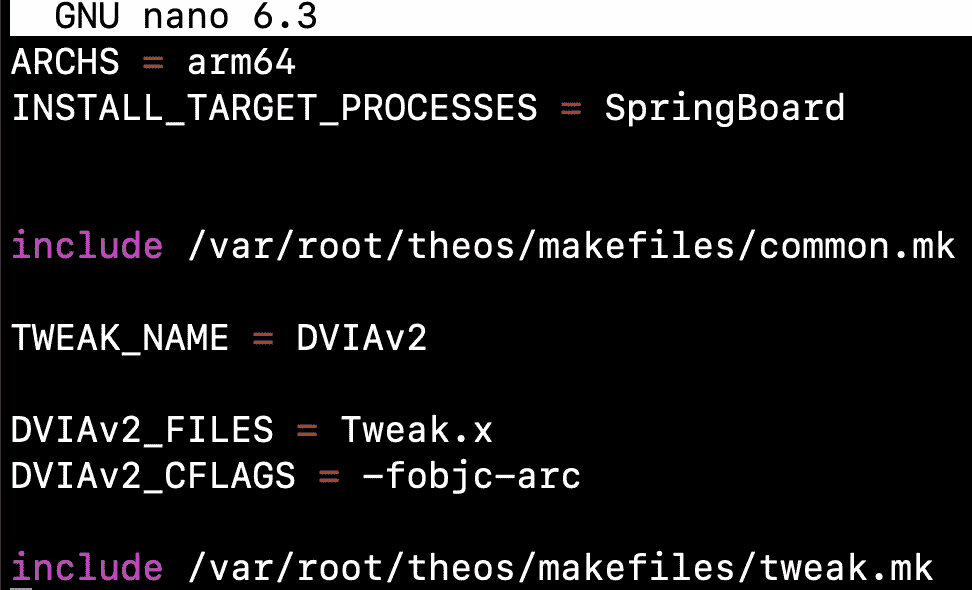 GNU nano 6.3
ARCHS = arm64
INSTALL_TARGET_PROCESSES = SpringBoard
include /var/root/theos/makefiles/common.mk
TWEAK_NAME = DVIAv2
DVIAv2_FILES = Tweak.x
DVIAv2_CFLAGS = -fobjc-arc
include /var/root/theos/makefiles/tweak.mk